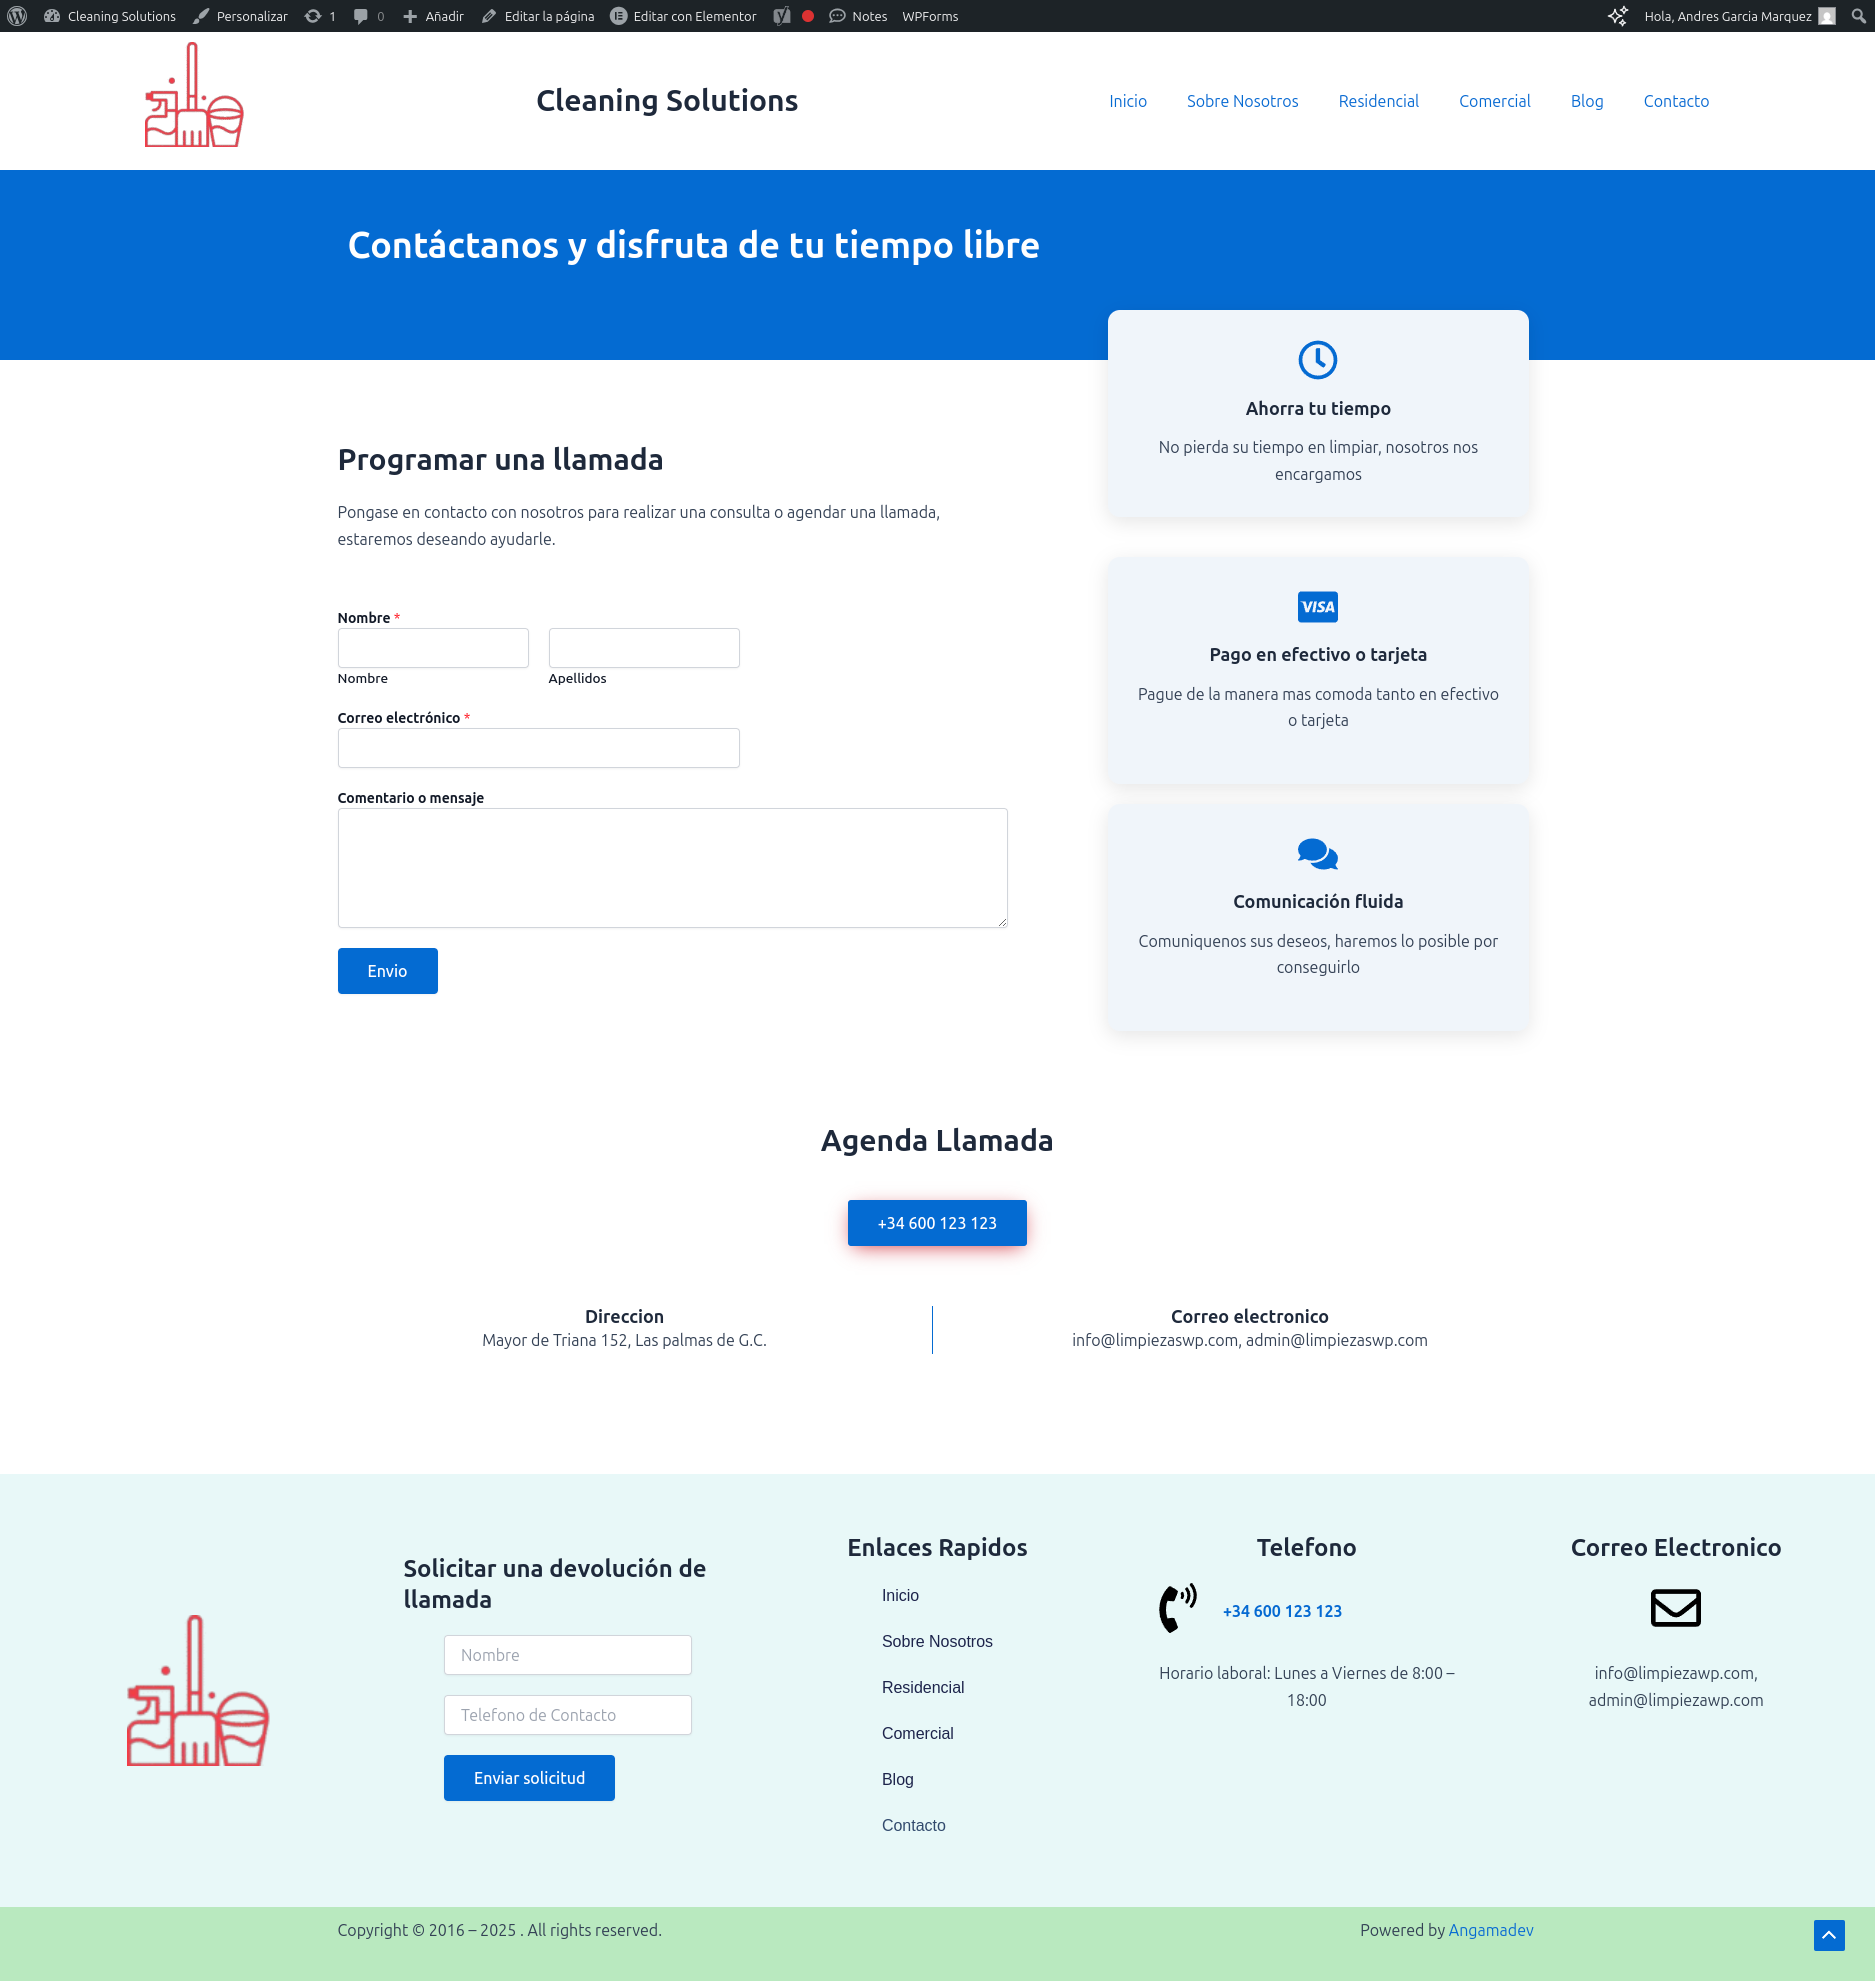 Cleaning Solutions Personalizar 1 0 Añadir Editar la página Editar con Elementor Notes WPForms Hola, Andres Garcia Marquez
Cleaning Solutions
Inicio Sobre Nosotros Residencial Comercial Blog Contacto
Contáctanos y disfruta de tu tiempo libre
Programar una llamada
Pongase en contacto con nosotros para realizar una consulta o agendar una llamada,
estaremos deseando ayudarle.
Nombre *
Nombre Apellidos
Correo electrónico *
Comentario o mensaje
Envio
Ahorra tu tiempo
No pierda su tiempo en limpiar, nosotros nos
encargamos
VISA
Pago en efectivo o tarjeta
Pague de la manera mas comoda tanto en efectivo
o tarjeta
Comunicación fluida
Comuniquenos sus deseos, haremos lo posible por
conseguirlo
Agenda Llamada
+34 600 123 123
Direccion
Mayor de Triana 152, Las palmas de G.C.
Correo electronico
info@limpiezaswp.com, admin@limpiezaswp.com
Solicitar una devolución de
llamada
Nombre
Telefono de Contacto
Enviar solicitud
Enlaces Rapidos
Inicio
Sobre Nosotros
Residencial
Comercial
Blog
Contacto
Telefono
+34 600 123 123
Horario laboral: Lunes a Viernes de 8:00 –
18:00
Correo Electronico
info@limpiezawp.com,
admin@limpiezawp.com
Copyright © 2016 – 2025 . All rights reserved.
Powered by Angamadev